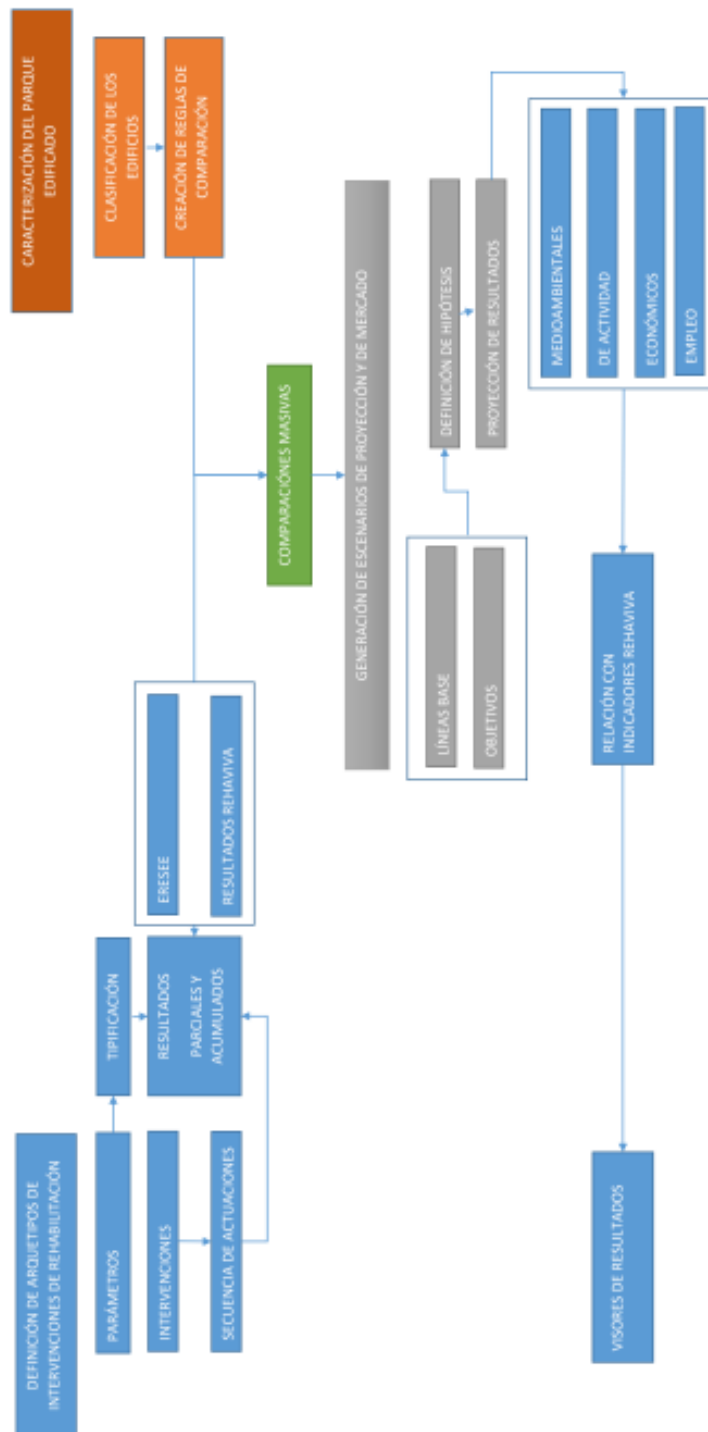 DEFINICIÓN DE ARQUETIPOS DE
INTERVENCIONES DE REHABILITACIÓN
PARÁMETROS
TIPIFICACIÓN
INTERVENCIONES
SECUENCIA DE ACTUACIONES
RESULTADOS
PARCIALES Y
ACUMULADOS
ERESEE
RESULTADOS REHAVIVA
CARACTERIZACIÓN DEL PARQUE
EDIFICADO
CLASIFICACIÓN DE LOS
EDIFICIOS
CREACIÓN DE REGLAS DE
COMPARACIÓN
COMPARACIÓNES MASIVAS
GENERACIÓN DE ESCENARIOS DE PROYECCIÓN Y DE MERCADO
LÍNEAS BASE
OBJETIVOS
DEFINICIÓN DE HIPÓTESIS
PROYECCIÓN DE RESULTADOS
MEDIOAMBIENTALES
DE ACTIVIDAD
ECONÓMICOS
EMPLEO
RELACIÓN CON
INDICADORES REHAVIVA
VISORES DE RESULTADOS